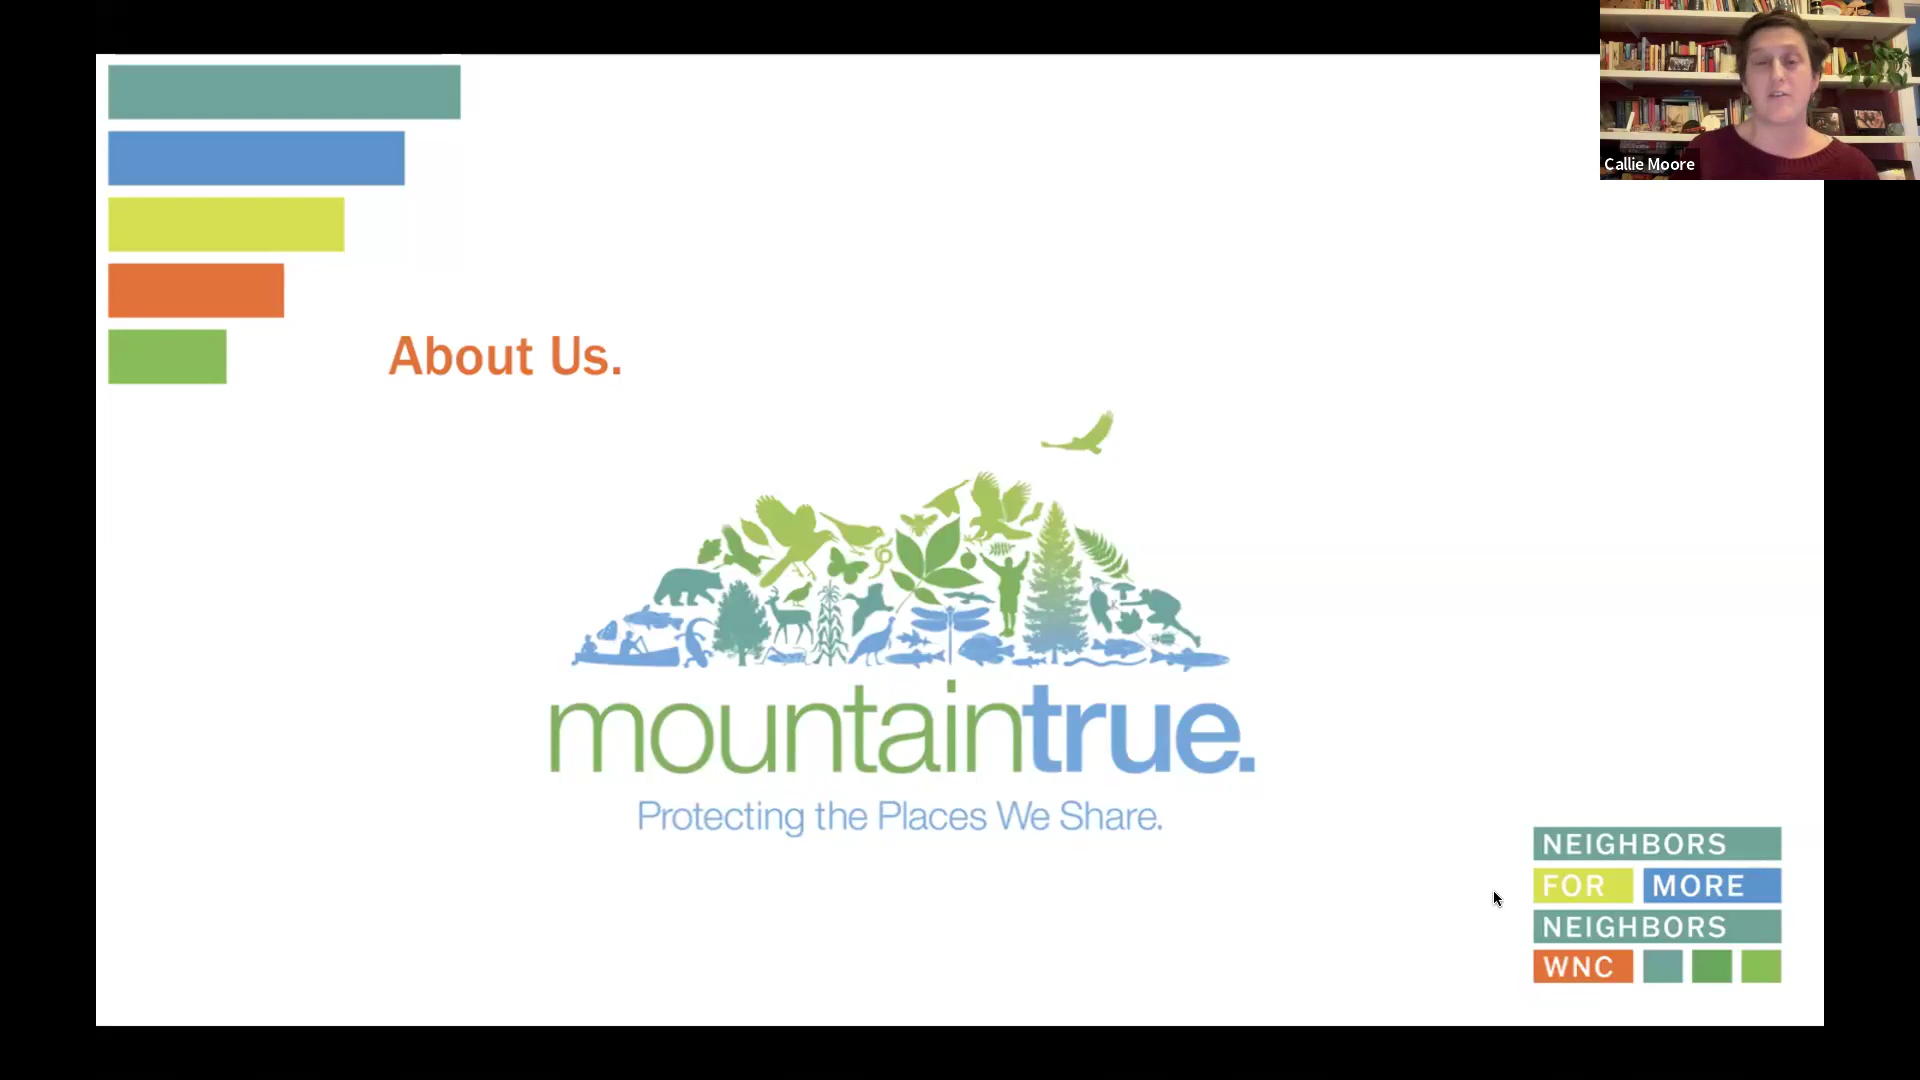 Callie Moore
About Us.
mountaintrue.
Protecting the Places We Share.
NEIGHBORS
FOR MORE
NEIGHBORS
WNC